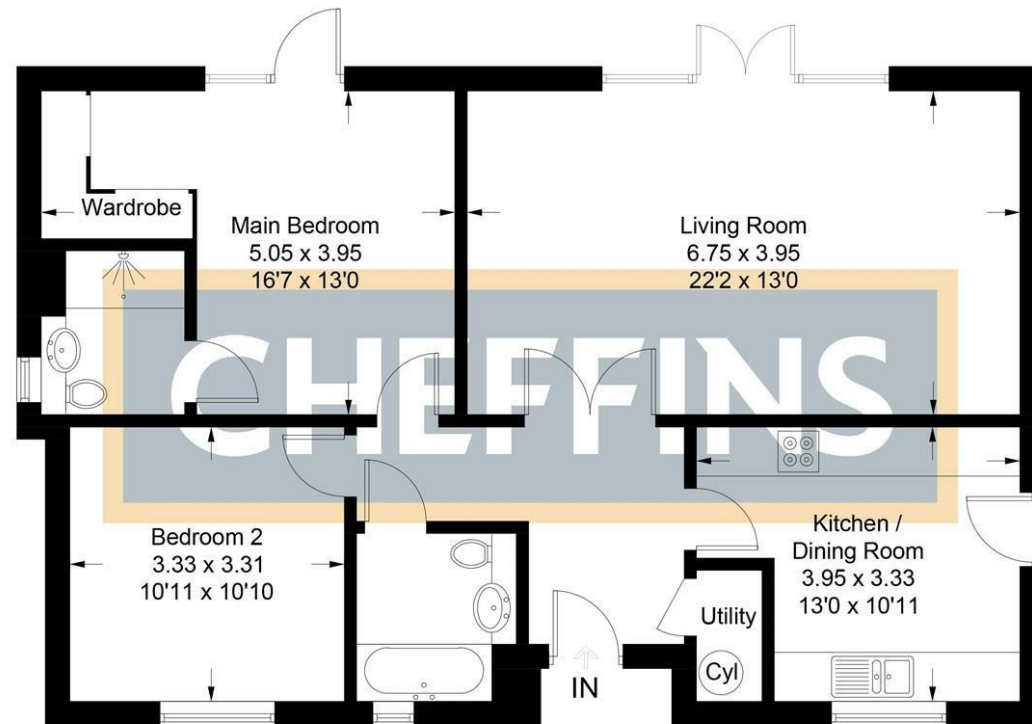 Wardrobe
Main Bedroom
5.05 x 3.95
16'7 x 13'0
Living Room
6.75 x 3.95
22'2 x 13'0
CHEFFINS
Bedroom 2
3.33 x 3.31
10'11 x 10'10
Kitchen /
Dining Room
3.95 x 3.33
13'0 x 10'11
Utility
Cyl
IN